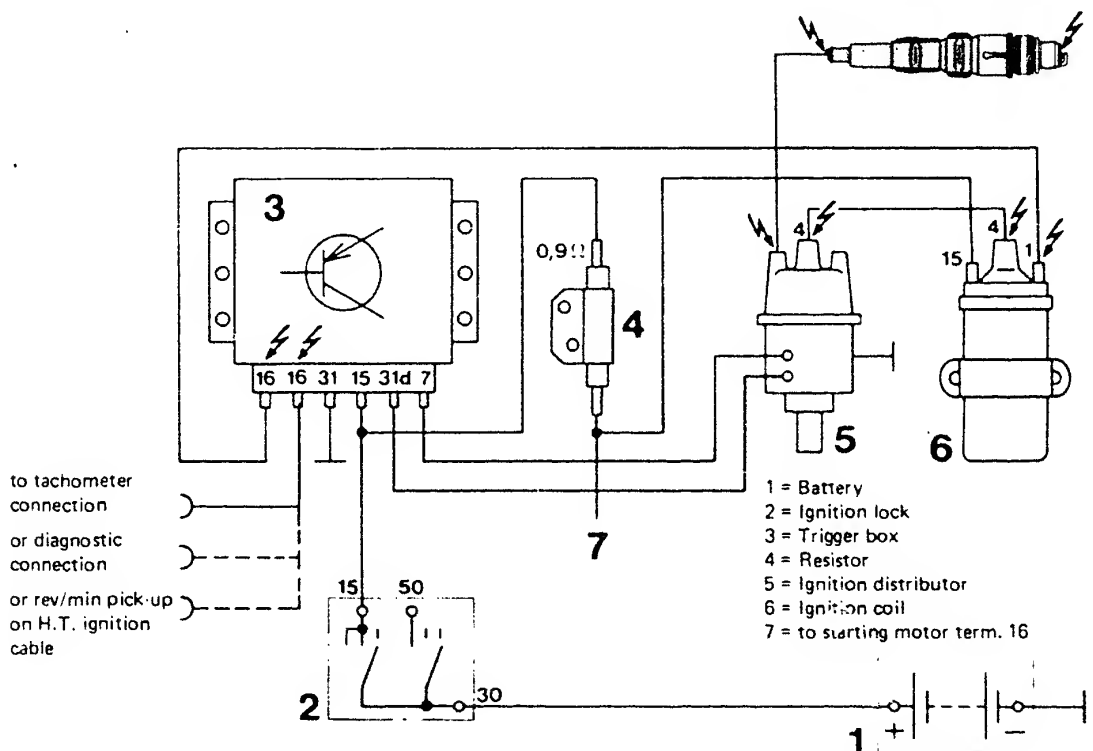 3
0,9Ω
4
4
4
1
15
16 16 31 15 31d 7
5
6
to tachometer
connection
or diagnostic
connection
or rev/min pick-up
on H.T. ignition
cable
7
1 = Battery
2 = Ignition lock
3 = Trigger box
4 = Resistor
5 = Ignition distributor
6 = Ignition coil
7 = to starting motor term. 16
15 50
30
2
1
+ −